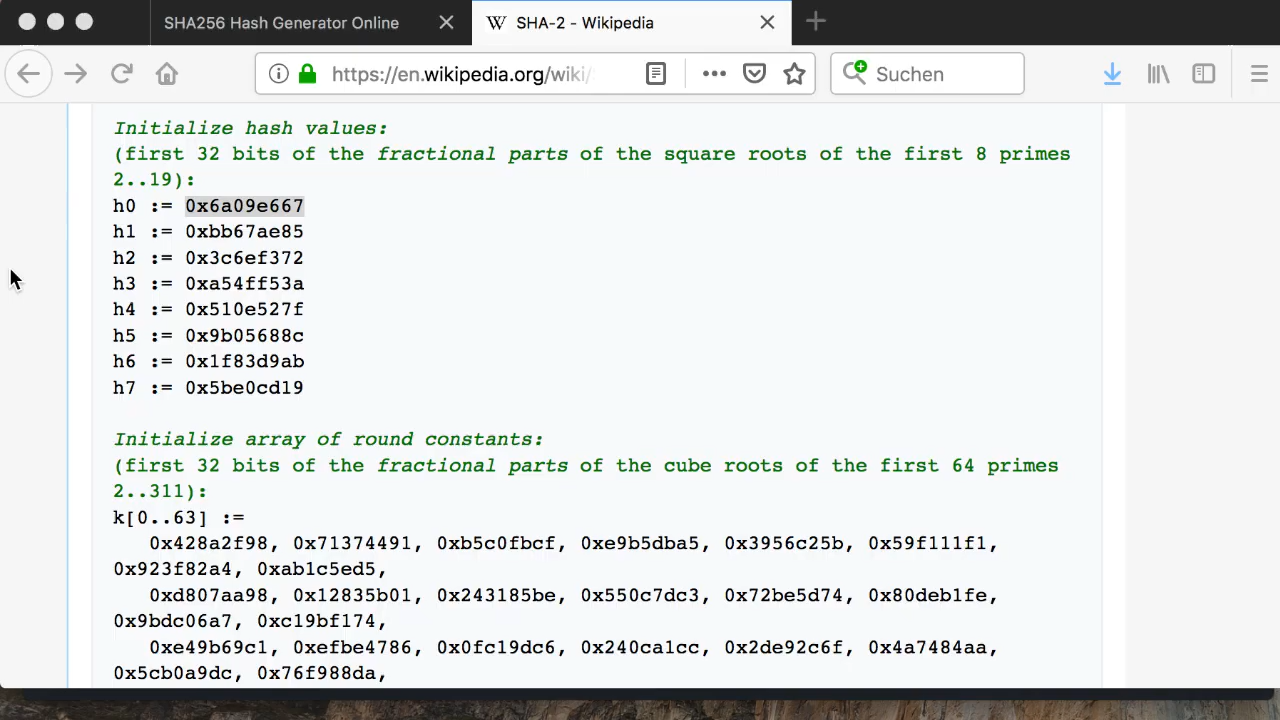 SHA256 Hash Generator Online
W SHA-2 - Wikipedia
https://en.wikipedia.org/wiki/
Suchen
Initialize hash values:
(first 32 bits of the fractional parts of the square roots of the first 8 primes
2..19):
h0 := 0x6a09e667
h1 := 0xbb67ae85
h2 := 0x3c6ef372
h3 := 0xa54ff53a
h4 := 0x510e527f
h5 := 0x9b05688c
h6 := 0x1f83d9ab
h7 := 0x5be0cd19
Initialize array of round constants:
(first 32 bits of the fractional parts of the cube roots of the first 64 primes
2..311):
k[0..63] :=
0x428a2f98, 0x71374491, 0xb5c0fbcf, 0xe9b5dba5, 0x3956c25b, 0x59f111f1,
0x923f82a4, 0xab1c5ed5,
0xd807aa98, 0x12835b01, 0x243185be, 0x550c7dc3, 0x72be5d74, 0x80deb1fe,
0x9bdc06a7, 0xc19bf174,
0xe49b69c1, 0xefbe4786, 0x0fc19dc6, 0x240ca1cc, 0x2de92c6f, 0x4a7484aa,
0x5cb0a9dc, 0x76f988da,